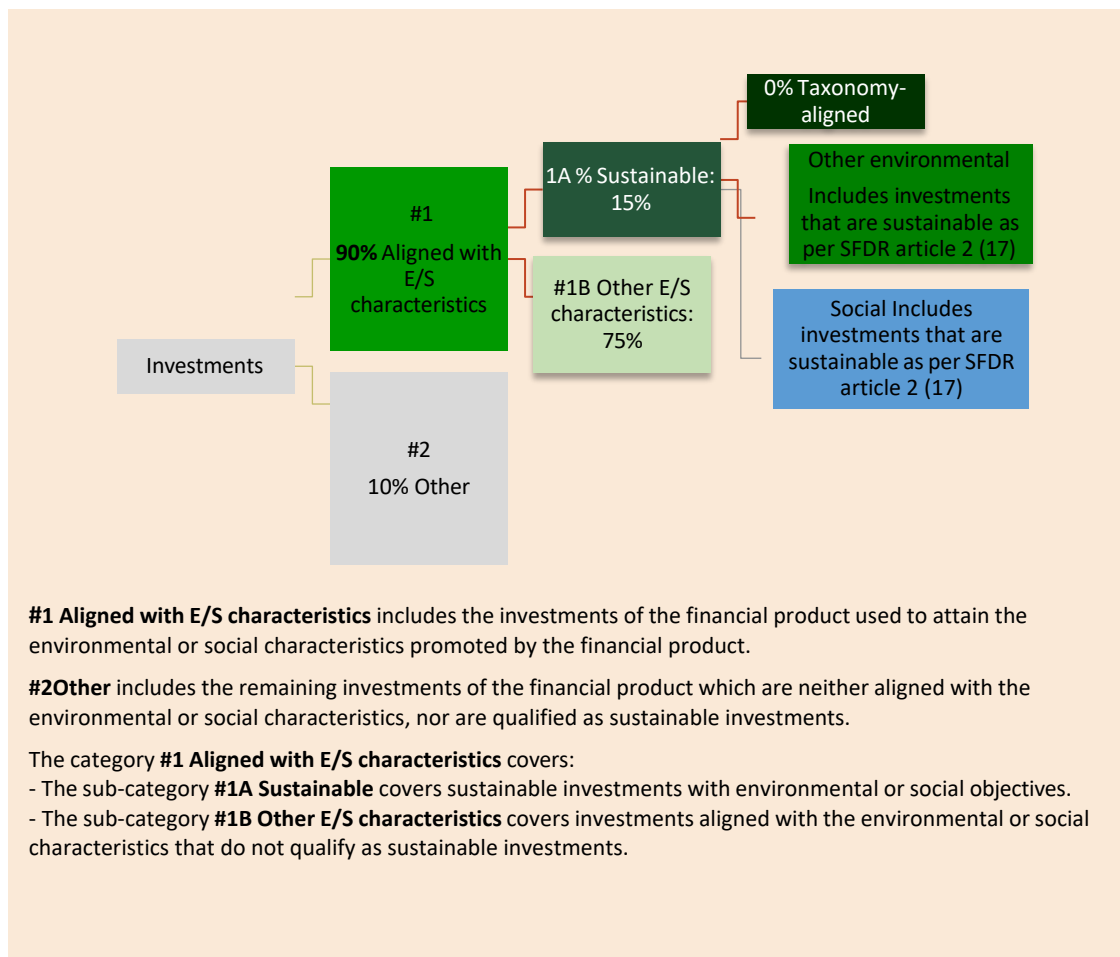 Investments
#1
90% Aligned with
E/S
characteristics
#2
10% Other
1A % Sustainable:
15%
#1B Other E/S
characteristics:
75%
0% Taxonomy-
aligned
Other environmental
Includes investments
that are sustainable as
per SFDR article 2 (17)
Social Includes
investments that are
sustainable as per SFDR
article 2 (17)
#1 Aligned with E/S characteristics includes the investments of the financial product used to attain the
environmental or social characteristics promoted by the financial product.
#2Other includes the remaining investments of the financial product which are neither aligned with the
environmental or social characteristics, nor are qualified as sustainable investments.
The category #1 Aligned with E/S characteristics covers:
- The sub-category #1A Sustainable covers sustainable investments with environmental or social objectives.
- The sub-category #1B Other E/S characteristics covers investments aligned with the environmental or social
characteristics that do not qualify as sustainable investments.